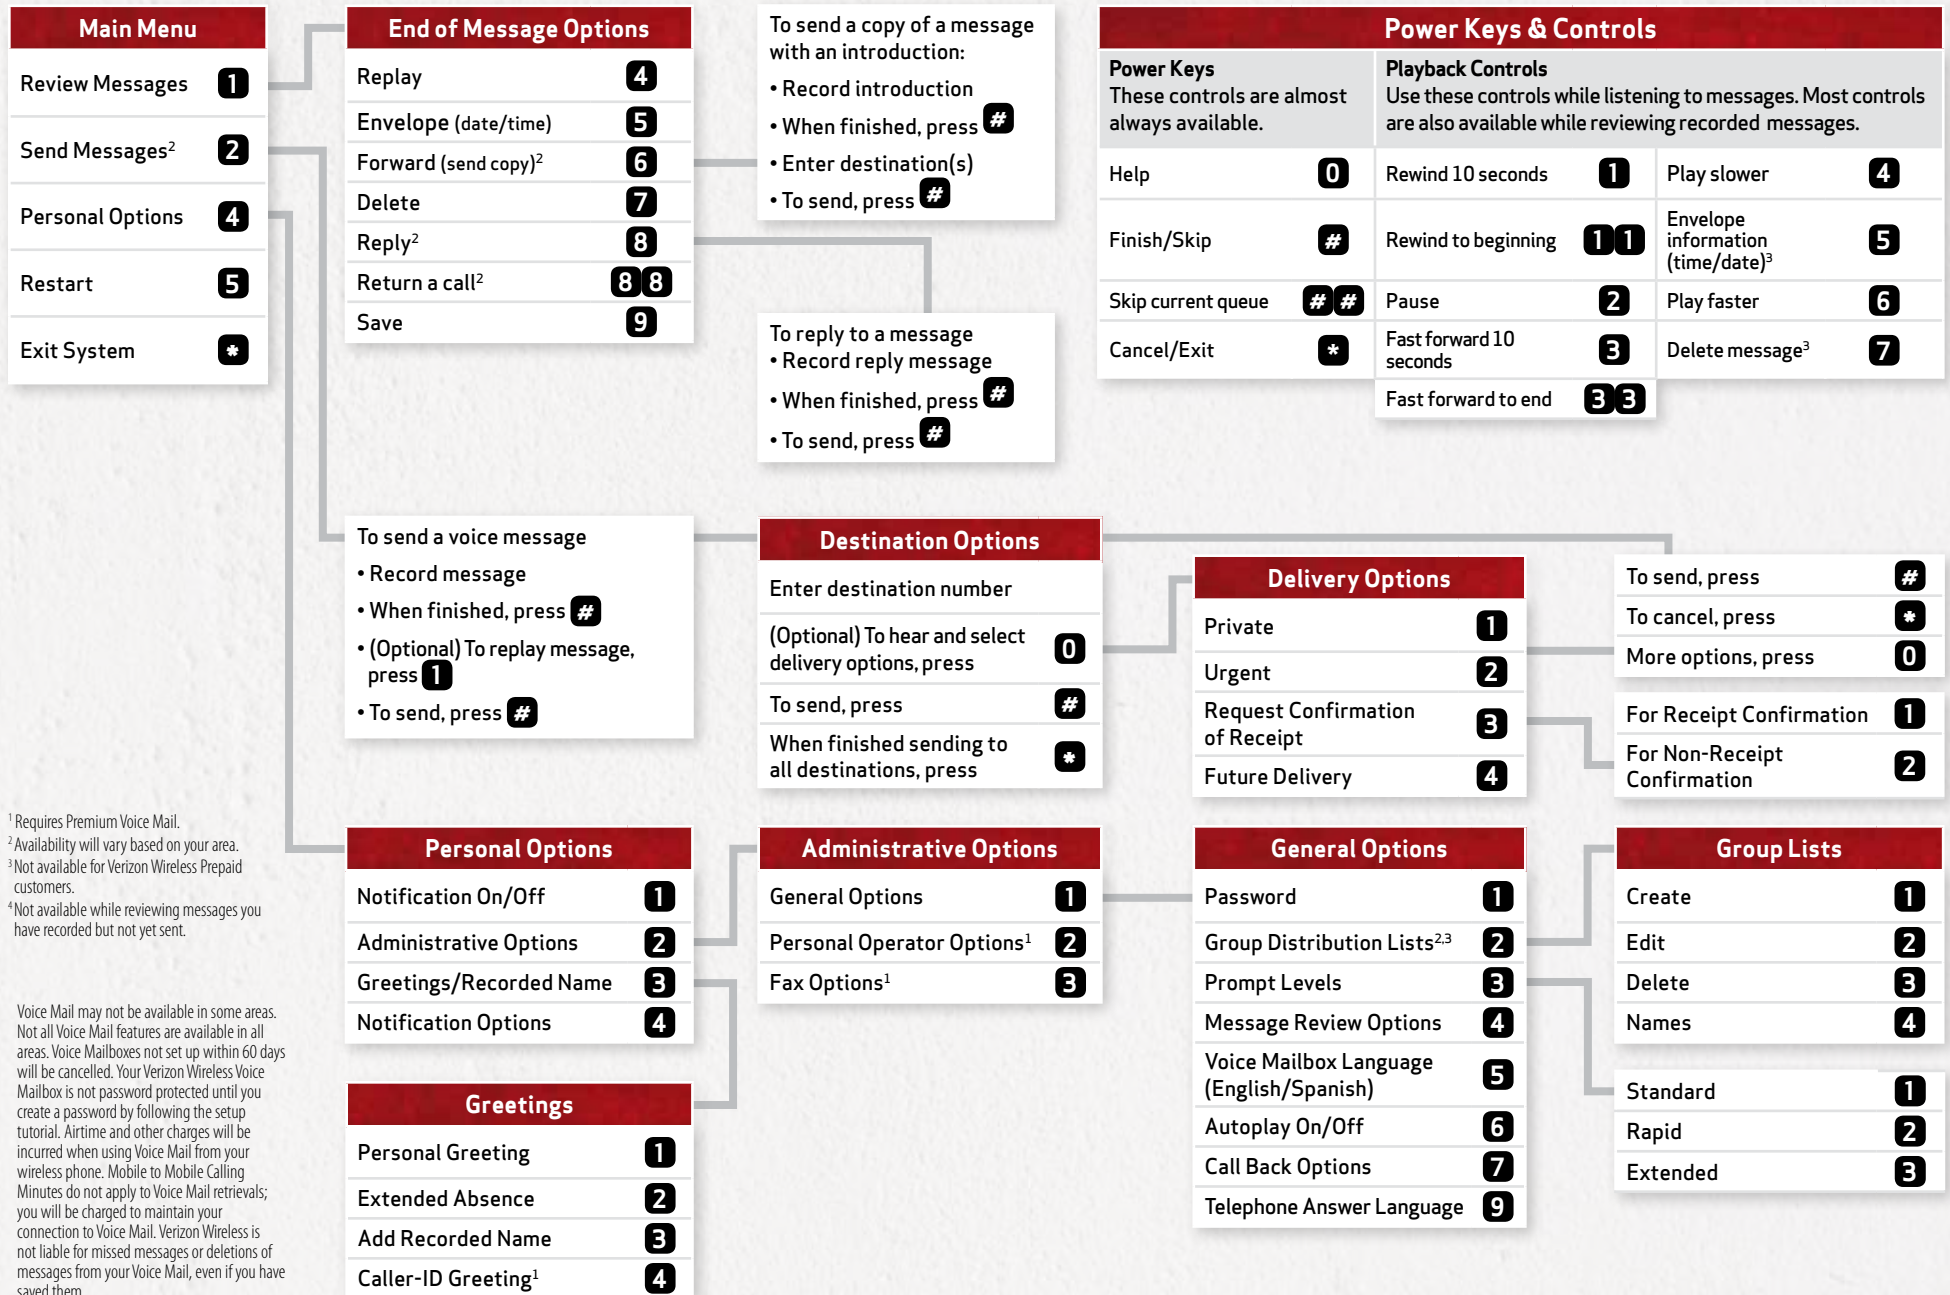 Main Menu
Review Messages 1
Send Messages2 2
Personal Options 4
Restart 5
Exit System *
End of Message Options
Replay 4
Envelope (date/time) 5
Forward (send copy)2 6
Delete 7
Reply2 8
Return a call2 8 8
Save 9
To send a copy of a message
with an introduction:
• Record introduction
• When finished, press #
• Enter destination(s)
• To send, press #
To reply to a message
• Record reply message
• When finished, press #
• To send, press #
Power Keys & Controls
Power Keys
These controls are almost
always available.
Help 0
Finish/Skip #
Skip current queue # #
Cancel/Exit *
Playback Controls
Use these controls while listening to messages. Most controls
are also available while reviewing recorded messages.
Rewind 10 seconds 1
Rewind to beginning 1 1
Pause 2
Fast forward 10
seconds 3
Fast forward to end 3 3
Play slower 4
Envelope
information 5
(time/date)3
Play faster 6
Delete message3 7
To send a voice message
• Record message
• When finished, press #
• (Optional) To replay message,
press 1
• To send, press #
Destination Options
Enter destination number
(Optional) To hear and select
delivery options, press 0
To send, press #
When finished sending to
all destinations, press *
Delivery Options
Private 1
Urgent 2
Request Confirmation
of Receipt 3
Future Delivery 4
To send, press #
To cancel, press *
More options, press 0
For Receipt Confirmation 1
For Non-Receipt
Confirmation 2
1 Requires Premium Voice Mail.
2 Availability will vary based on your area.
3 Not available for Verizon Wireless Prepaid
customers.
4 Not available while reviewing messages you
have recorded but not yet sent.
Voice Mail may not be available in some areas.
Not all Voice Mail features are available in all
areas. Voice Mailboxes not set up within 60 days
will be cancelled. Your Verizon Wireless Voice
Mailbox is not password protected until you
create a password by following the setup
tutorial. Airtime and other charges will be
incurred when using Voice Mail from your
wireless phone. Mobile to Mobile Calling
Minutes do not apply to Voice Mail retrievals;
you will be charged to maintain your
connection to Voice Mail. Verizon Wireless is
not liable for missed messages or deletions of
messages from your Voice Mail, even if you have
saved them.
Personal Options
Notification On/Off 1
Administrative Options 2
Greetings/Recorded Name 3
Notification Options 4
Greetings
Personal Greeting 1
Extended Absence 2
Add Recorded Name 3
Caller-ID Greeting1 4
Administrative Options
General Options 1
Personal Operator Options1 2
Fax Options1 3
General Options
Password 1
Group Distribution Lists2,3 2
Prompt Levels 3
Message Review Options 4
Voice Mailbox Language
(English/Spanish) 5
Autoplay On/Off 6
Call Back Options 7
Telephone Answer Language 9
Group Lists
Create 1
Edit 2
Delete 3
Names 4
Standard 1
Rapid 2
Extended 3